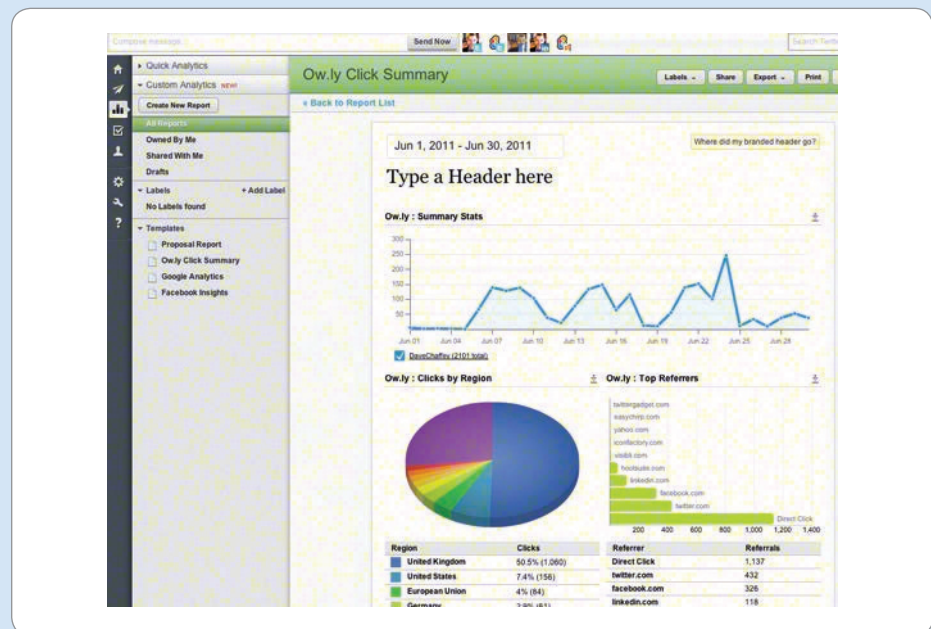 Compose message...
Send Now
Search Twitt
Quick Analytics
Custom Analytics NEW!
Create New Report
All Reports
Owned By Me
Shared With Me
Drafts
Labels + Add Label
No Labels found
Templates
Proposal Report
Ow.ly Click Summary
Google Analytics
Facebook Insights
?
Ow.ly Click Summary
Labels
Share
Export
Print
« Back to Report List
Jun 1, 2011 - Jun 30, 2011
Where did my branded header go?
Type a Header here
Ow.ly : Summary Stats
300
250
200
150
100
50
Jun 01 Jun 04 Jun 07 Jun 10 Jun 13 Jun 16 Jun 19 Jun 22 Jun 25 Jun 28
DaveChaffey (2101 total)
Ow.ly : Clicks by Region
Ow.ly : Top Referrers
twittergadget.com
easychirp.com
yahoo.com
iconfactory.com
visibli.com
hootsuite.com
linkedin.com
facebook.com
twitter.com
Direct Click
200 400 600 800 1,000 1,200 1,400
Region Clicks
United Kingdom 50.5% (1,060)
United States 7.4% (156)
European Union 4% (84)
Germany 2.9% (61)
Referrer Referrals
Direct Click 1,137
twitter.com 432
facebook.com 326
linkedin.com 118